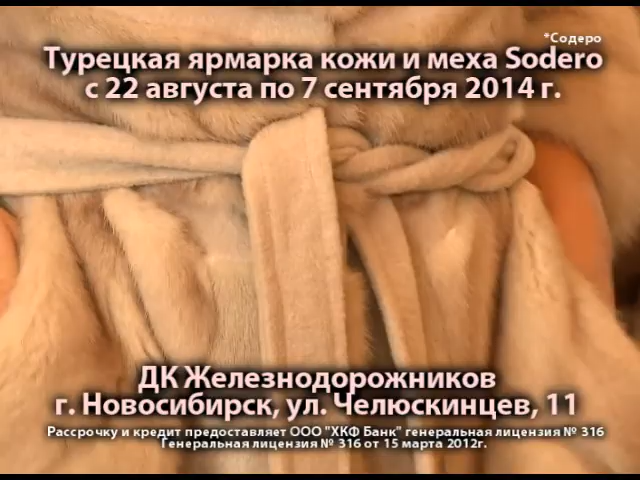 *Содеро
Турецкая ярмарка кожи и меха Sodero
с 22 августа по 7 сентября 2014 г.
ДК Железнодорожников
г. Новосибирск, ул. Челюскинцев, 11
Рассрочку и кредит предоставляет ООО "ХКФ Банк" генеральная лицензия № 316
Генеральная лицензия № 316 от 15 марта 2012г.